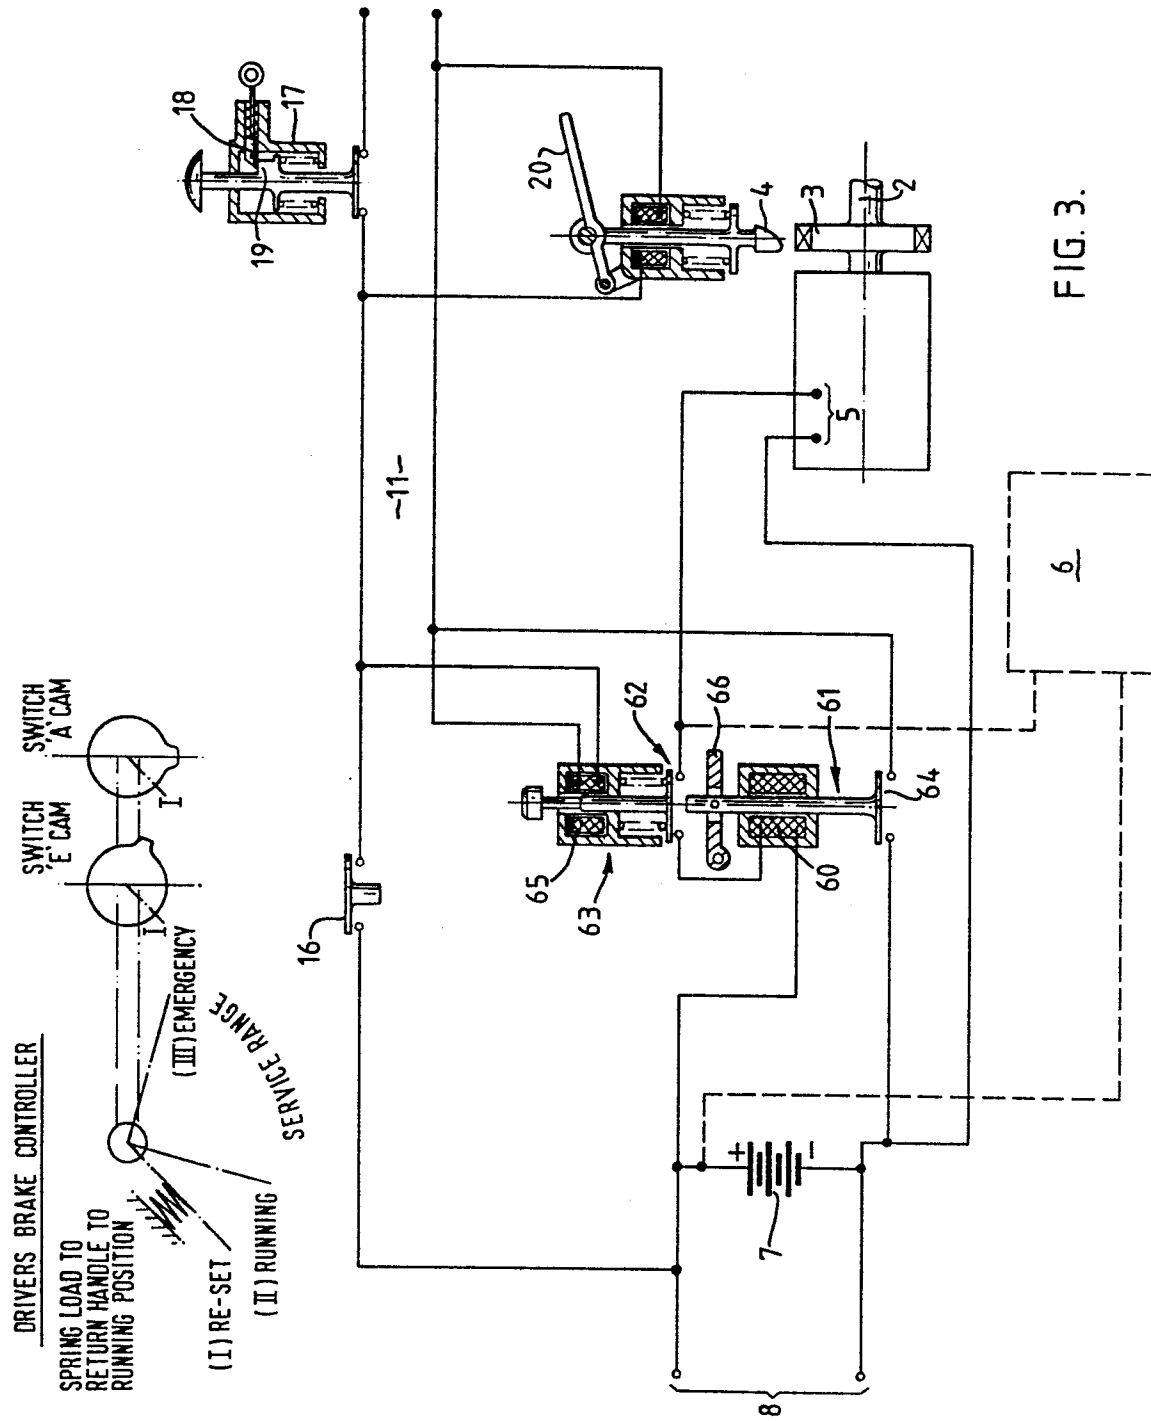 DRIVERS BRAKE CONTROLLER
SPRING LOAD TO
RETURN HANDLE TO
RUNNING POSITION
(I) RE-SET
(II) RUNNING
(III) EMERGENCY
SERVICE RANGE
SWITCH
'E' CAM
I
SWITCH
'A' CAM
I
16
18
17
19
11
20
4
3
2
5
65
63
62
66
61
60
64
7
+
−
8
6
FIG. 3.